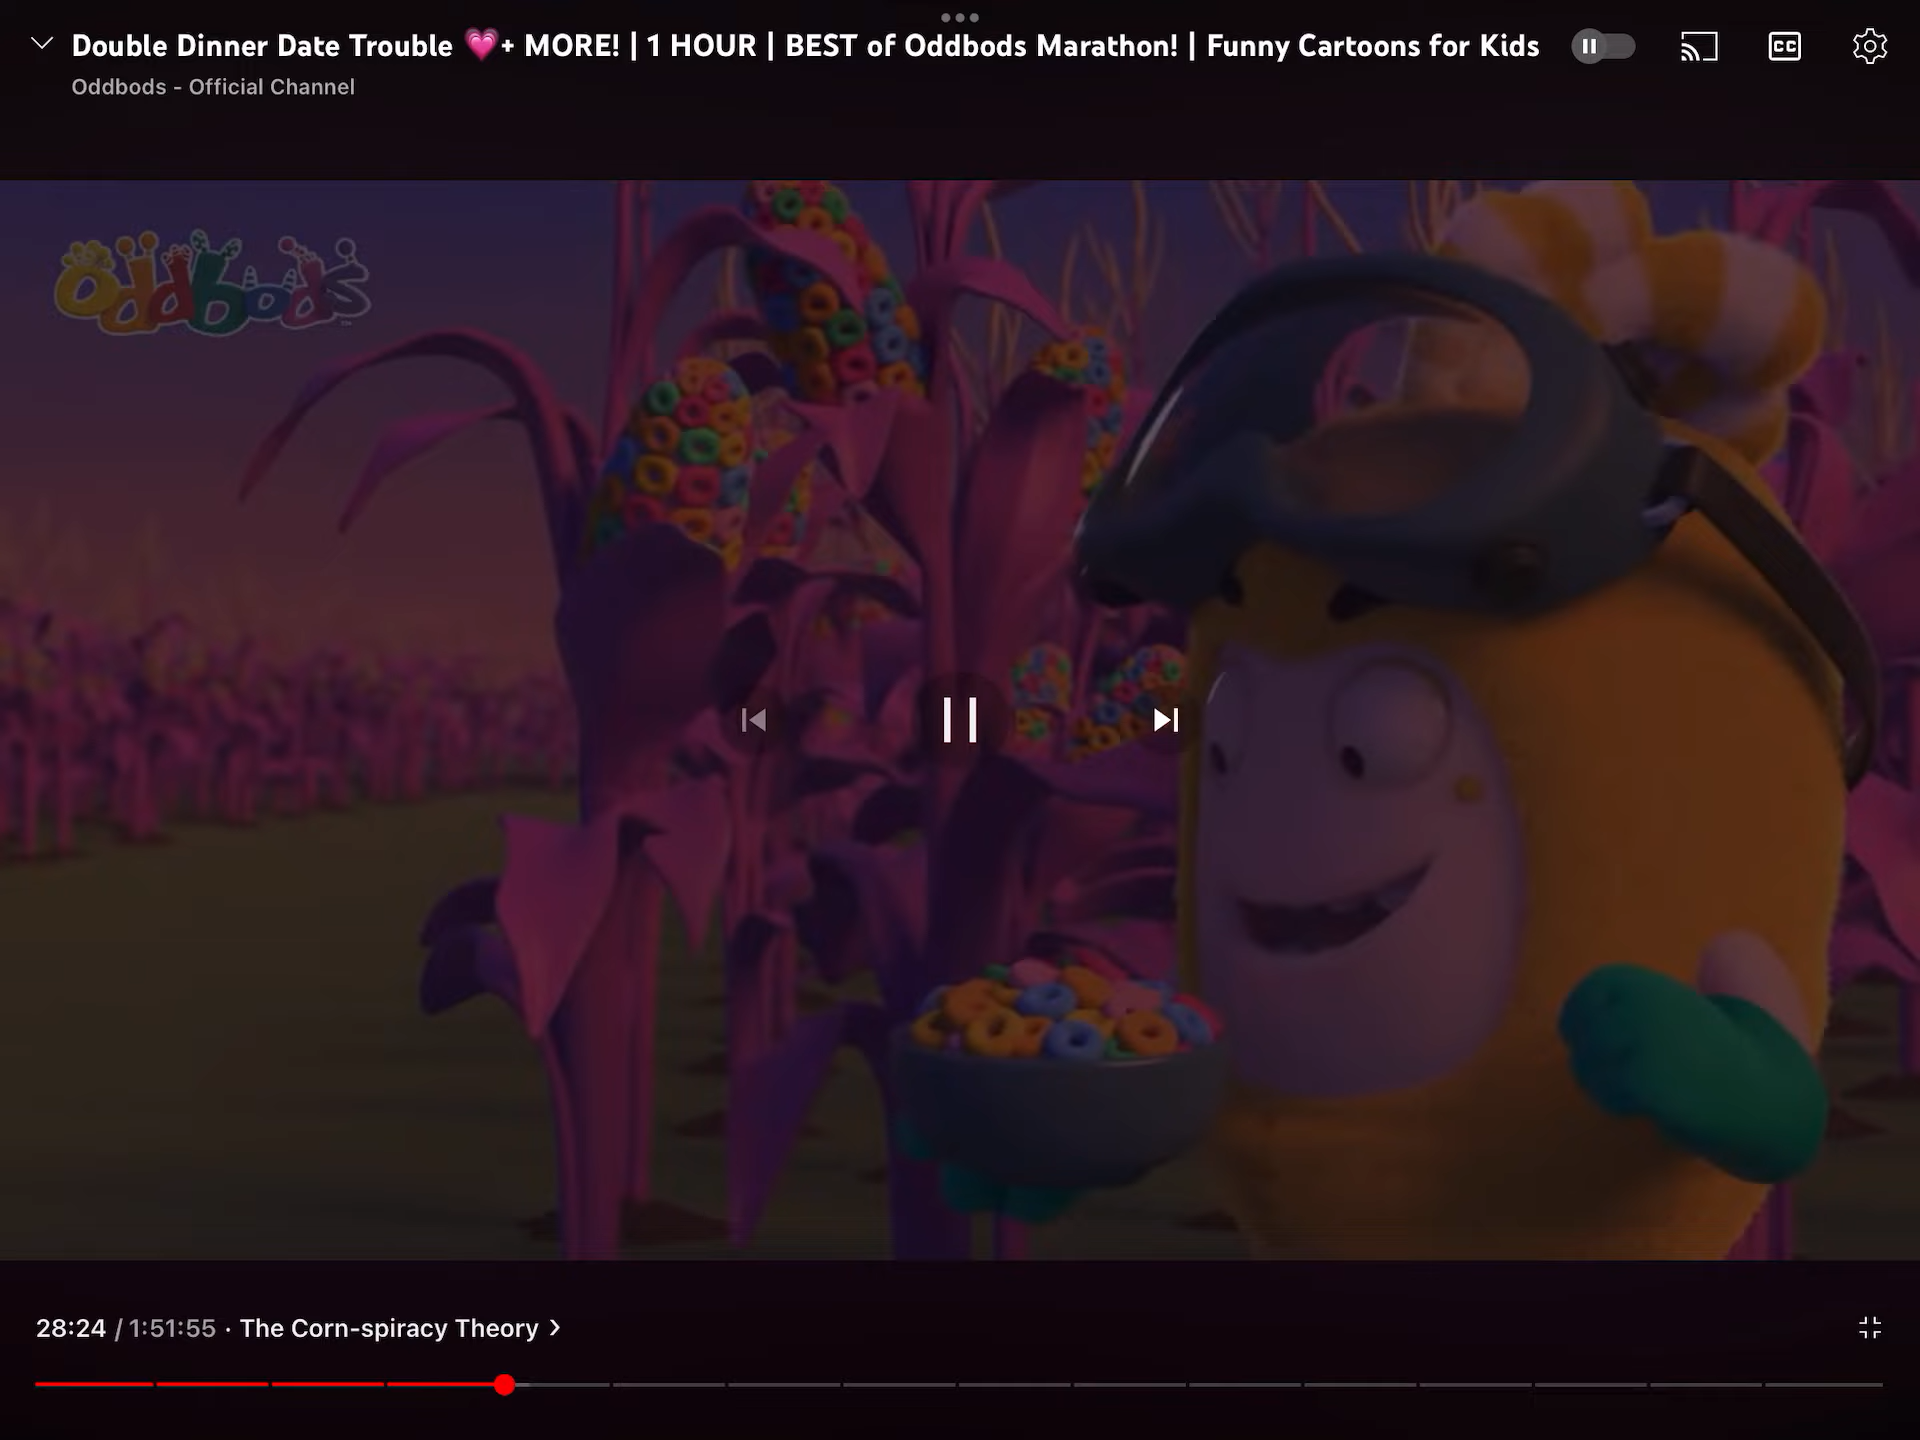 Double Dinner Date Trouble 💗+ MORE! | 1 HOUR | BEST of Oddbods Marathon! | Funny Cartoons for Kids
CC
Oddbods - Official Channel
oddbods
28:24 / 1:51:55 · The Corn-spiracy Theory >